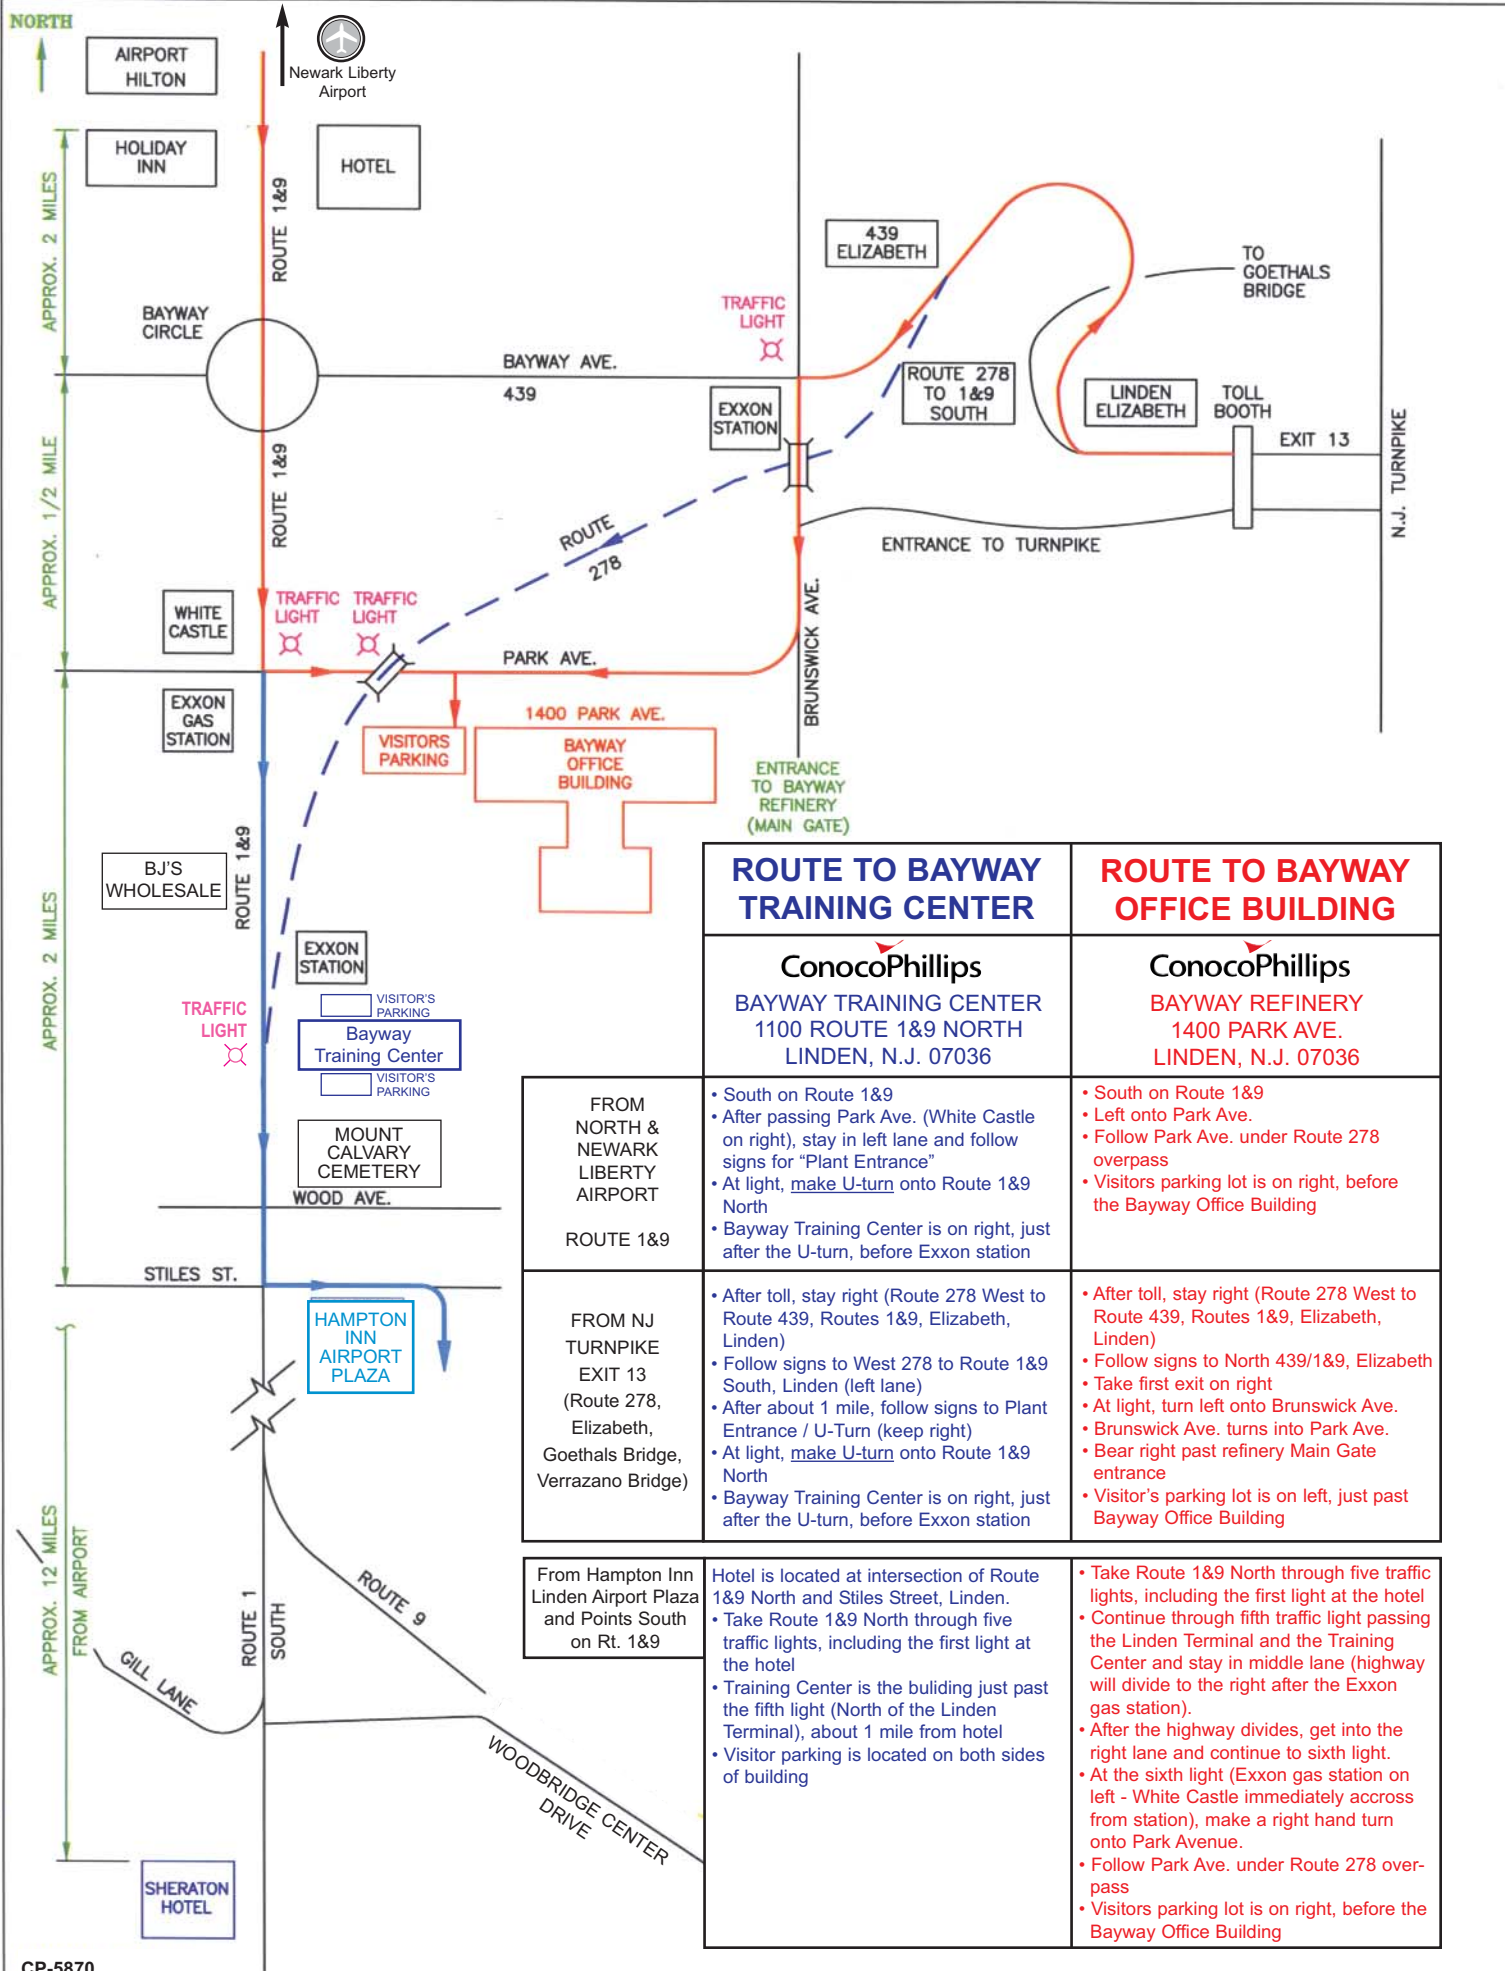 NORTH
AIRPORT
HILTON
Newark Liberty
Airport
HOLIDAY
INN
HOTEL
APPROX. 2 MILES
ROUTE 1&9
439
ELIZABETH
TO
GOETHALS
BRIDGE
BAYWAY
CIRCLE
TRAFFIC
LIGHT
BAYWAY AVE.
439
ROUTE 278
TO 1&9
SOUTH
LINDEN
ELIZABETH
TOLL
BOOTH
EXIT 13
N.J. TURNPIKE
EXXON
STATION
APPROX. 1/2 MILE
ROUTE 1&9
ROUTE
278
ENTRANCE TO TURNPIKE
BRUNSWICK AVE.
WHITE
CASTLE
TRAFFIC
LIGHT
TRAFFIC
LIGHT
PARK AVE.
EXXON
GAS
STATION
1400 PARK AVE.
VISITORS
PARKING
BAYWAY
OFFICE
BUILDING
ENTRANCE
TO BAYWAY
REFINERY
(MAIN GATE)
APPROX. 2 MILES
ROUTE 1&9
BJ'S
WHOLESALE
EXXON
STATION
TRAFFIC
LIGHT
VISITOR'S
PARKING
Bayway
Training Center
VISITOR'S
PARKING
MOUNT
CALVARY
CEMETERY
WOOD AVE.
STILES ST.
HAMPTON
INN
AIRPORT
PLAZA
APPROX. 12 MILES
FROM AIRPORT
ROUTE 1
SOUTH
ROUTE 9
GILL LANE
WOODBRIDGE CENTER
DRIVE
SHERATON
HOTEL
CP-5870
ROUTE TO BAYWAY
TRAINING CENTER
ConocoPhillips
BAYWAY TRAINING CENTER
1100 ROUTE 1&9 NORTH
LINDEN, N.J. 07036
ROUTE TO BAYWAY
OFFICE BUILDING
ConocoPhillips
BAYWAY REFINERY
1400 PARK AVE.
LINDEN, N.J. 07036
FROM
NORTH &
NEWARK
LIBERTY
AIRPORT
ROUTE 1&9
• South on Route 1&9
• After passing Park Ave. (White Castle
on right), stay in left lane and follow
signs for “Plant Entrance”
• At light, make U-turn onto Route 1&9
North
• Bayway Training Center is on right, just
after the U-turn, before Exxon station
• South on Route 1&9
• Left onto Park Ave.
• Follow Park Ave. under Route 278
overpass
• Visitors parking lot is on right, before
the Bayway Office Building
FROM NJ
TURNPIKE
EXIT 13
(Route 278,
Elizabeth,
Goethals Bridge,
Verrazano Bridge)
• After toll, stay right (Route 278 West to
Route 439, Routes 1&9, Elizabeth,
Linden)
• Follow signs to West 278 to Route 1&9
South, Linden (left lane)
• After about 1 mile, follow signs to Plant
Entrance / U-Turn (keep right)
• At light, make U-turn onto Route 1&9
North
• Bayway Training Center is on right, just
after the U-turn, before Exxon station
• After toll, stay right (Route 278 West to
Route 439, Routes 1&9, Elizabeth,
Linden)
• Follow signs to North 439/1&9, Elizabeth
• Take first exit on right
• At light, turn left onto Brunswick Ave.
• Brunswick Ave. turns into Park Ave.
• Bear right past refinery Main Gate
entrance
• Visitor's parking lot is on left, just past
Bayway Office Building
From Hampton Inn
Linden Airport Plaza
and Points South
on Rt. 1&9
Hotel is located at intersection of Route
1&9 North and Stiles Street, Linden.
• Take Route 1&9 North through five
traffic lights, including the first light at
the hotel
• Training Center is the buliding just past
the fifth light (North of the Linden
Terminal), about 1 mile from hotel
• Visitor parking is located on both sides
of building
• Take Route 1&9 North through five traffic
lights, including the first light at the hotel
• Continue through fifth traffic light passing
the Linden Terminal and the Training
Center and stay in middle lane (highway
will divide to the right after the Exxon
gas station).
• After the highway divides, get into the
right lane and continue to sixth light.
• At the sixth light (Exxon gas station on
left - White Castle immediately accross
from station), make a right hand turn
onto Park Avenue.
• Follow Park Ave. under Route 278 over-
pass
• Visitors parking lot is on right, before the
Bayway Office Building